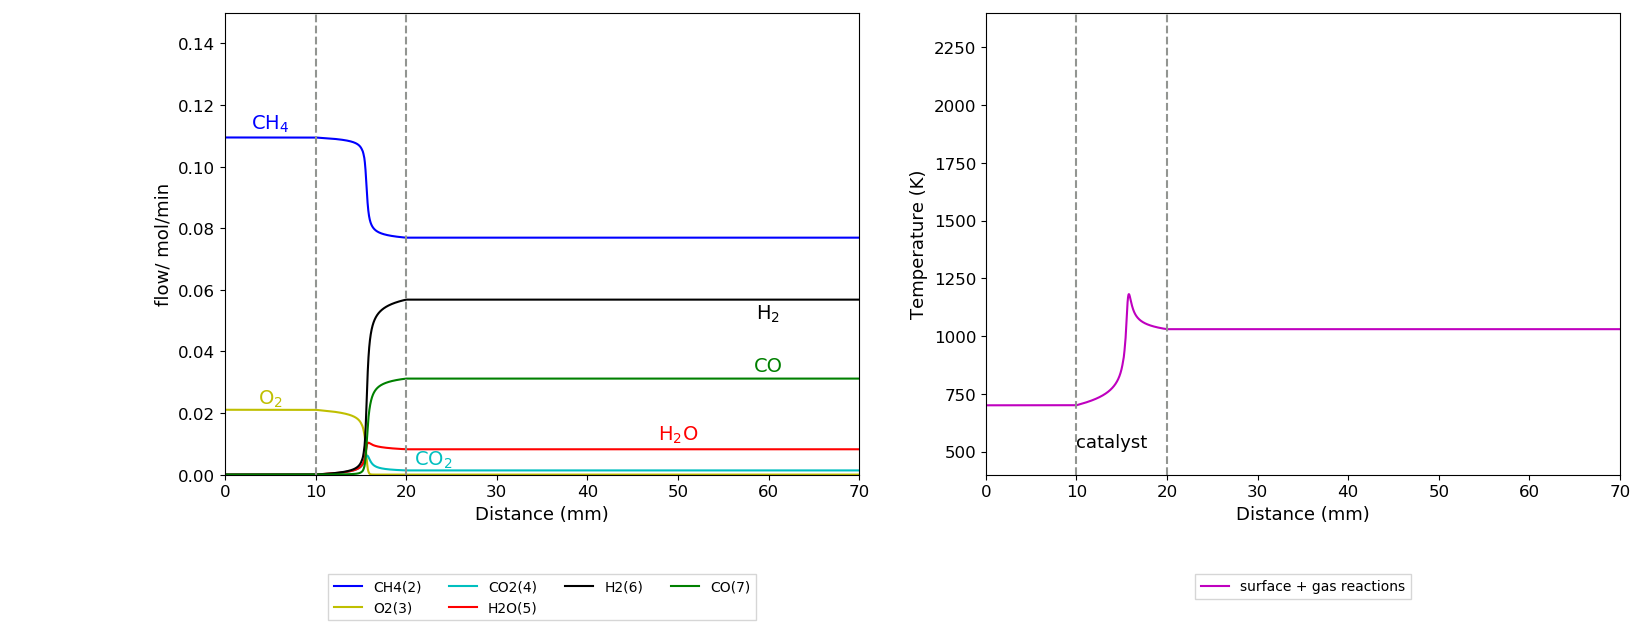 0.14
0.12
0.10
0.08
0.06
0.04
0.02
0.00
flow/ mol/min
CH₄
O₂
H₂
CO
H₂O
CO₂
0 10 20 30 40 50 60 70
Distance (mm)
CH4(2) CO2(4) H2(6) CO(7)
O2(3) H2O(5)
2250
2000
1750
1500
1250
1000
750
500
Temperature (K)
catalyst
0 10 20 30 40 50 60 70
Distance (mm)
surface + gas reactions